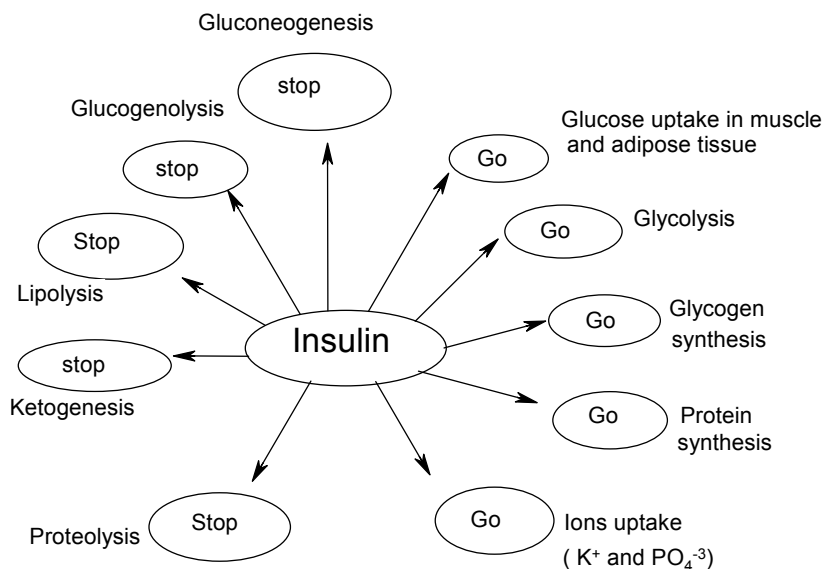 Gluconeogenesis
stop
Glucogenolysis
stop
Stop
Lipolysis
stop
Ketogenesis
Proteolysis
Stop
Insulin
Glucose uptake in muscle
and adipose tissue
Go
Go
Glycolysis
Go
Glycogen
synthesis
Go
Protein
synthesis
Go
Ions uptake
( K⁺ and PO₄⁻³)